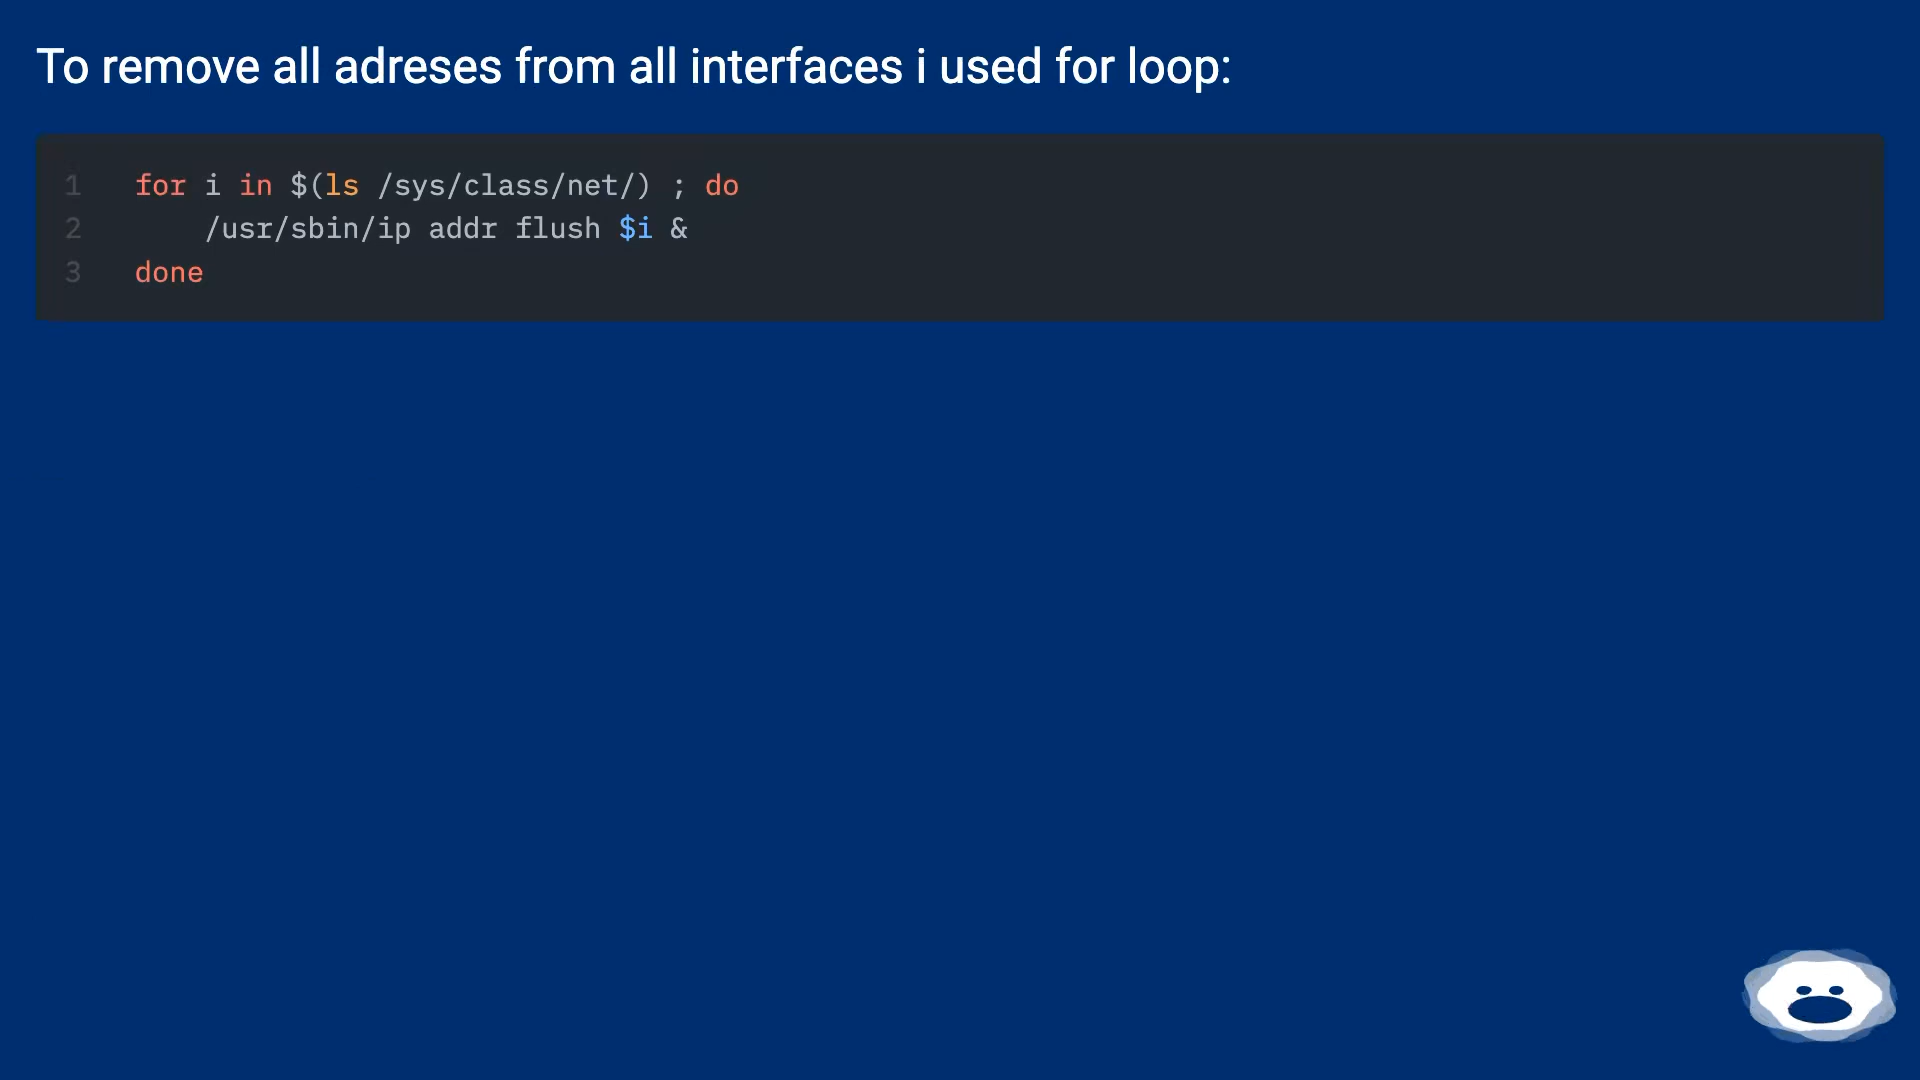 To remove all adreses from all interfaces i used for loop:
1 for i in $(ls /sys/class/net/) ; do
2 /usr/sbin/ip addr flush $i &
3 done